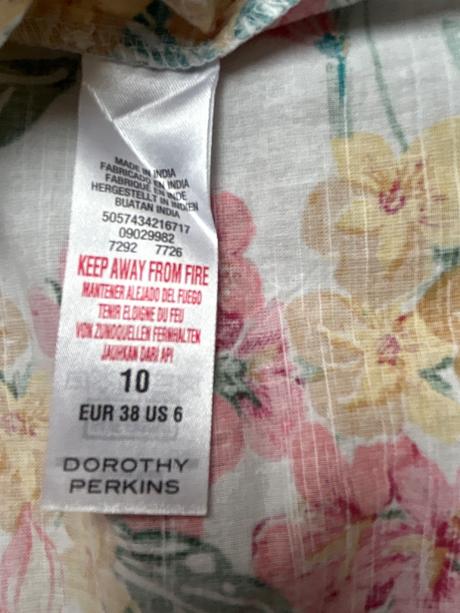 MADE IN INDIA
FABRICADO EN INDIA
FABRIQUÉ EN INDE
HERGESTELLT IN INDIEN
BUATAN INDIA
5057434216717
09029982
7292 7726
KEEP AWAY FROM FIRE
MANTENER ALEJADO DEL FUEGO
TENIR ELOIGNE DU FEU
VON ZUNDQUELLEN FERNHALTEN
JAUHKAN DARI API
10
EUR 38 US 6
DOROTHY
PERKINS